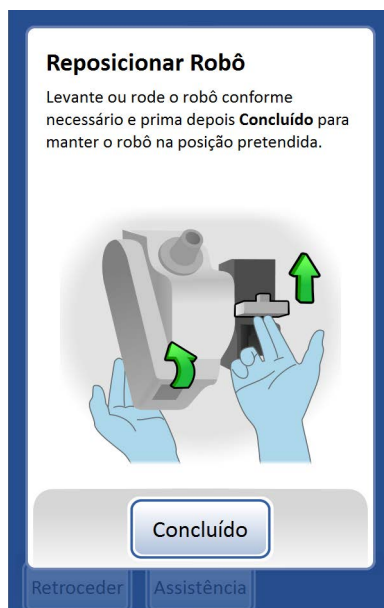 Reposicionar Robô
Levante ou rode o robô conforme
necessário e prima depois Concluído para
manter o robô na posição pretendida.
Concluído
Retroceder Assistência